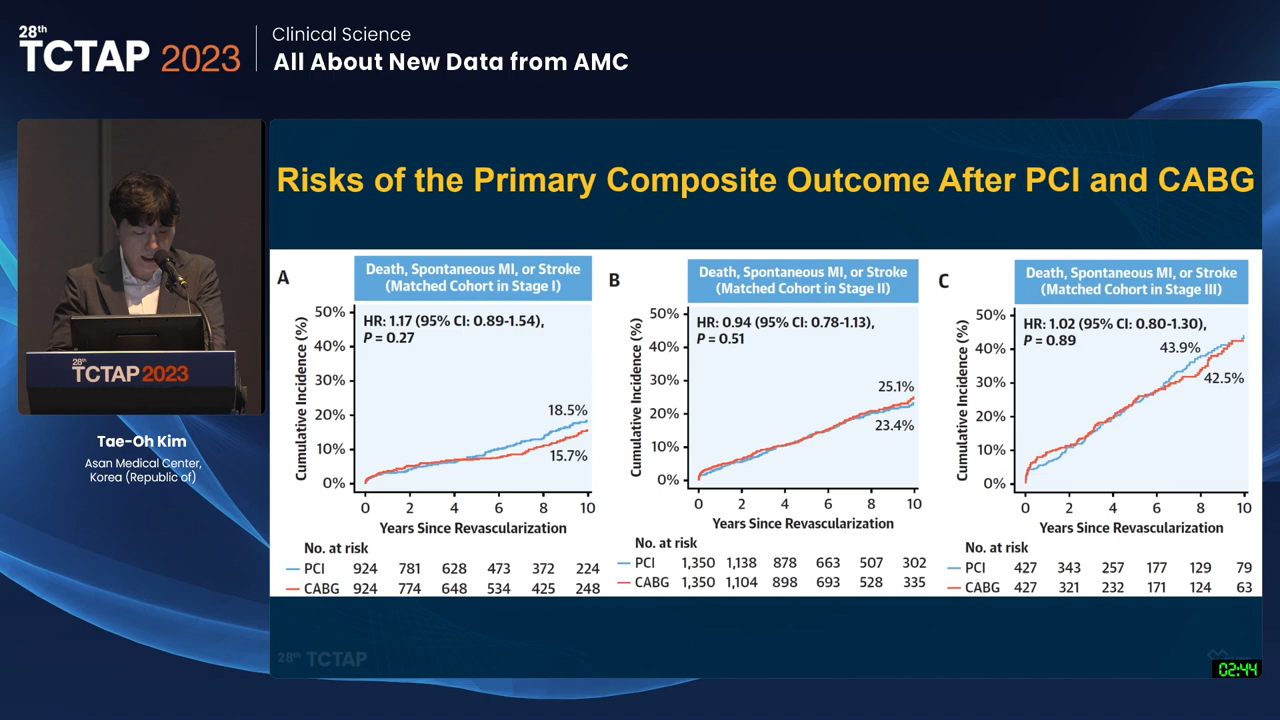 28th
TCTAP 2023
Clinical Science
All About New Data from AMC
28th
TCTAP 2023
Tae-Oh Kim
Asan Medical Center,
Korea (Republic of)
Risks of the Primary Composite Outcome After PCI and CABG
A
Death, Spontaneous MI, or Stroke
(Matched Cohort in Stage I)
HR: 1.17 (95% CI: 0.89-1.54),
P = 0.27
Cumulative Incidence (%)
50%
40%
30%
20%
10%
0%
18.5%
15.7%
0 2 4 6 8 10
Years Since Revascularization
No. at risk
PCI 924 781 628 473 372 224
CABG 924 774 648 534 425 248
B
Death, Spontaneous MI, or Stroke
(Matched Cohort in Stage II)
HR: 0.94 (95% CI: 0.78-1.13),
P = 0.51
Cumulative Incidence (%)
50%
40%
30%
20%
10%
0%
25.1%
23.4%
0 2 4 6 8 10
Years Since Revascularization
No. at risk
PCI 1,350 1,138 878 663 507 302
CABG 1,350 1,104 898 693 528 335
C
Death, Spontaneous MI, or Stroke
(Matched Cohort in Stage III)
HR: 1.02 (95% CI: 0.80-1.30),
P = 0.89
Cumulative Incidence (%)
50%
40%
30%
20%
10%
0%
43.9%
42.5%
0 2 4 6 8 10
Years Since Revascularization
No. at risk
PCI 427 343 257 177 129 79
CABG 427 321 232 171 124 63
28th TCTAP
02:44